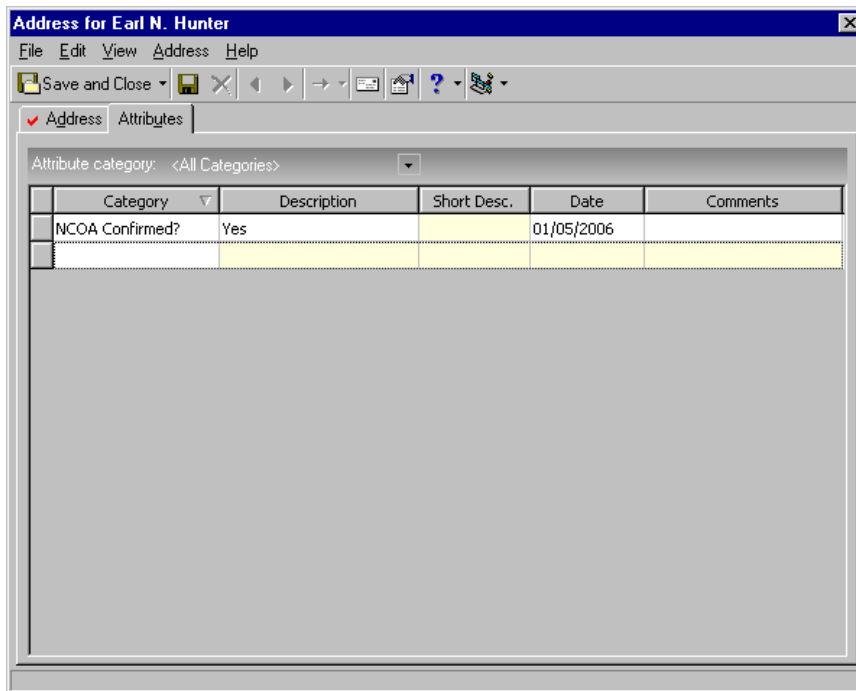 Address for Earl N. Hunter
File Edit View Address Help
Save and Close ?
Address Attributes
Attribute category: <All Categories>
Category Description Short Desc. Date Comments
NCOA Confirmed? Yes 01/05/2006